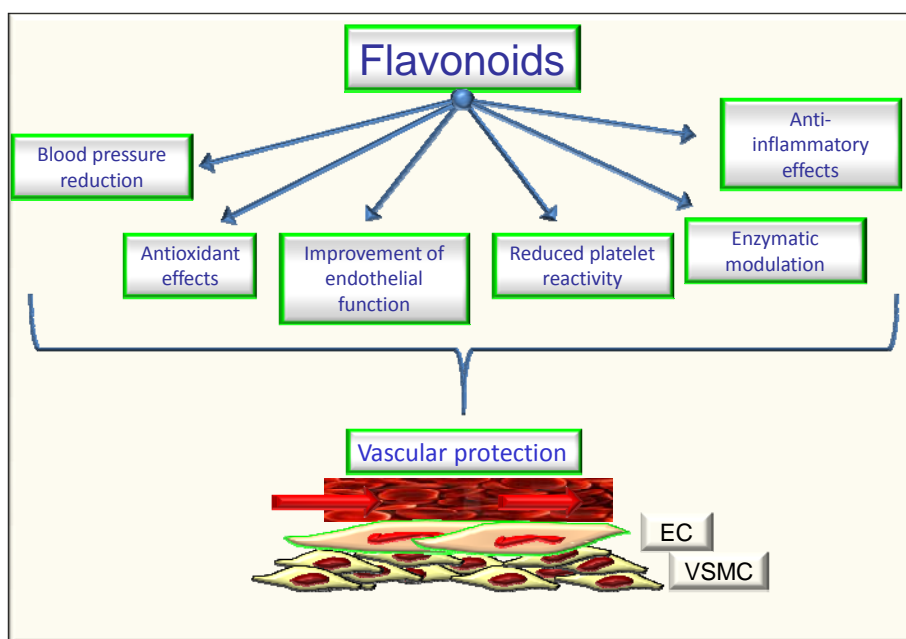 Flavonoids
Blood pressure
reduction
Antioxidant
effects
Improvement of
endothelial
function
Reduced platelet
reactivity
Enzymatic
modulation
Anti-
inflammatory
effects
Vascular protection
EC
VSMC